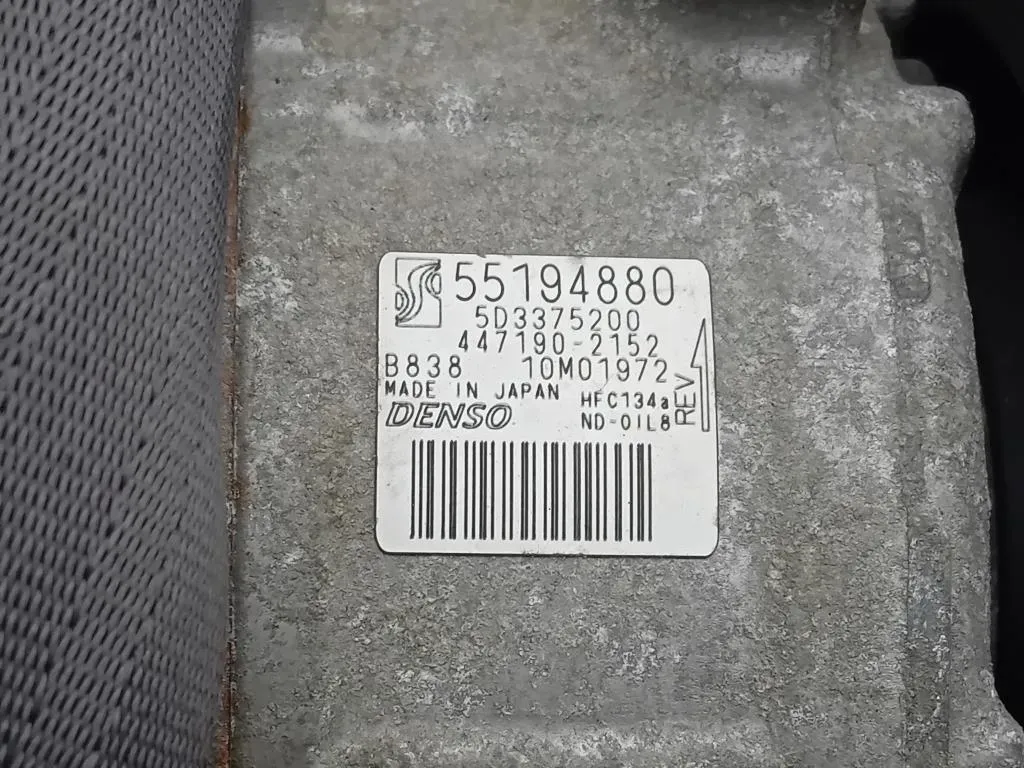 55194880
5D3375200
447190-2152
B838 10M01972
MADE IN JAPAN HFC134a
DENSO ND-OIL8
REV